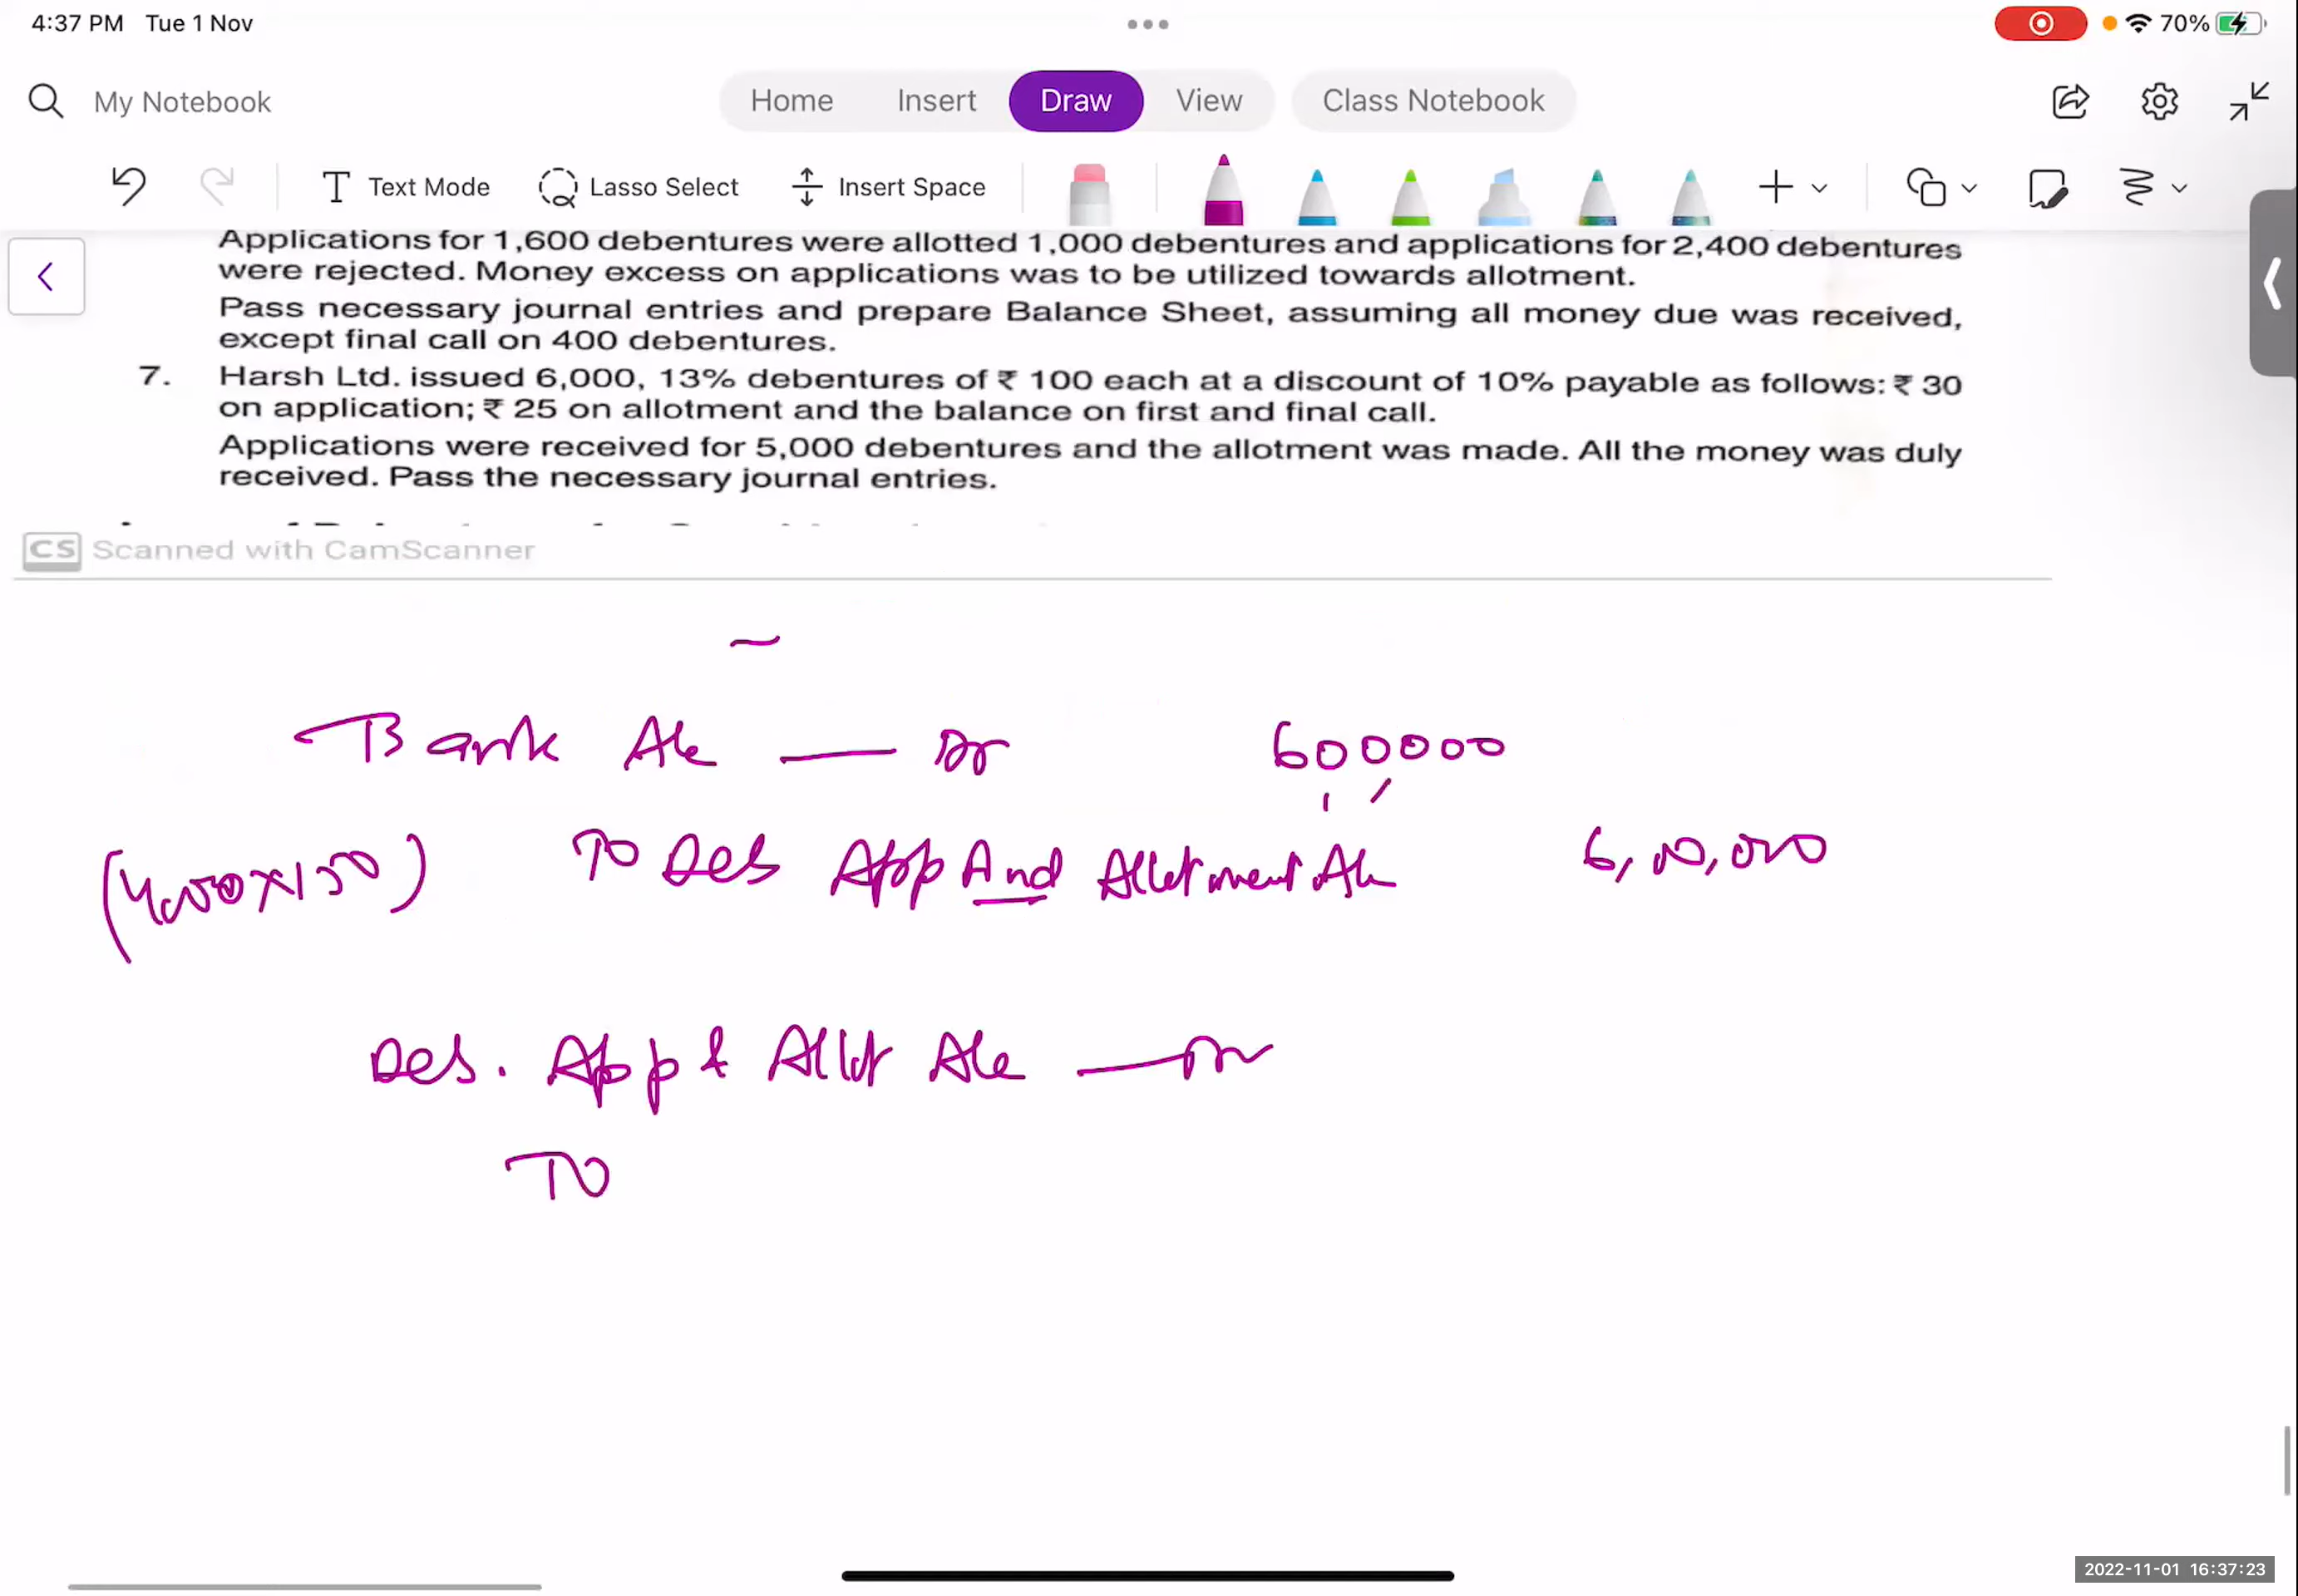 4:37 PM Tue 1 Nov
70%
My Notebook
Home Insert Draw View Class Notebook
Text Mode Lasso Select Insert Space
Applications for 1,600 debentures were allotted 1,000 debentures and applications for 2,400 debentures
were rejected. Money excess on applications was to be utilized towards allotment.
Pass necessary journal entries and prepare Balance Sheet, assuming all money due was received,
except final call on 400 debentures.
7. Harsh Ltd. issued 6,000, 13% debentures of ₹ 100 each at a discount of 10% payable as follows: ₹ 30
on application; ₹ 25 on allotment and the balance on first and final call.
Applications were received for 5,000 debentures and the allotment was made. All the money was duly
received. Pass the necessary journal entries.
CS Scanned with CamScanner
Bank A/c — Dr 600000
(4000×150) To Deb App And Allotment A/c 6,00,000
Deb. App & Allot A/c — Dr
To
2022-11-01 16:37:23